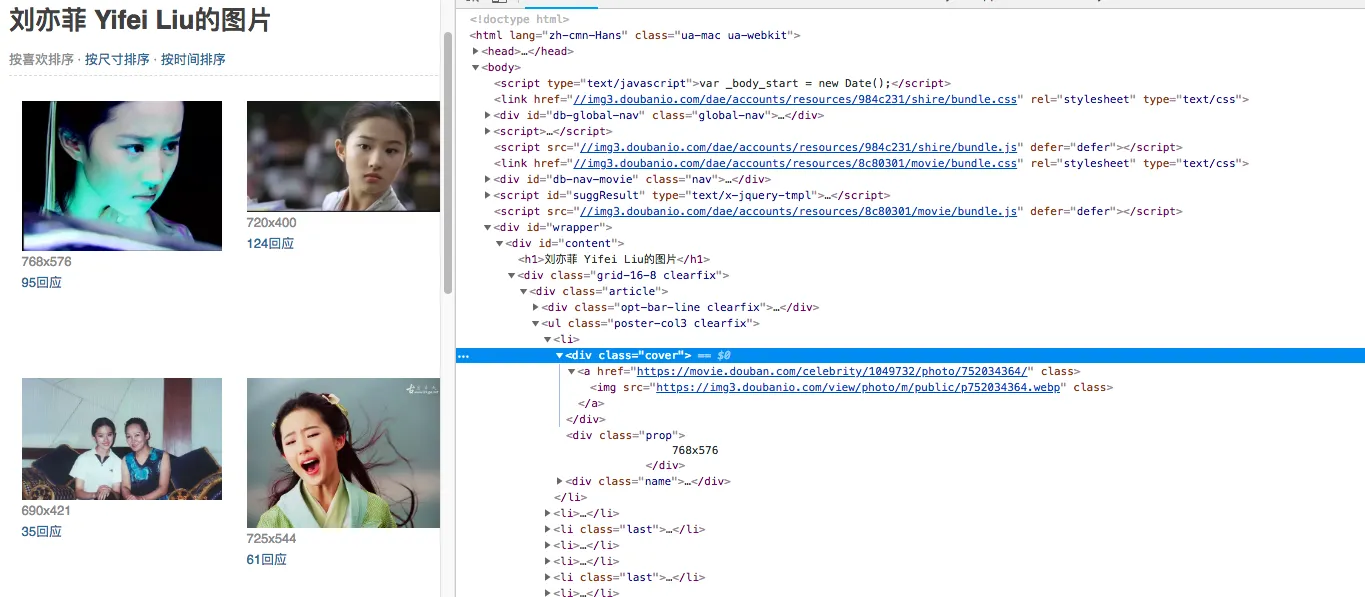 刘亦菲 Yifei Liu的图片
按喜欢排序 · 按尺寸排序 · 按时间排序
768x576
95回应
720x400
124回应
690x421
35回应
725x544
61回应
<!doctype html>
<html lang="zh-cmn-Hans" class="ua-mac ua-webkit">
▶<head>…</head>
▼<body>
<script type="text/javascript">var _body_start = new Date();</script>
<link href="//img3.doubanio.com/dae/accounts/resources/984c231/shire/bundle.css" rel="stylesheet" type="text/css">
▶<div id="db-global-nav" class="global-nav">…</div>
▶<script>…</script>
<script src="//img3.doubanio.com/dae/accounts/resources/984c231/shire/bundle.js" defer="defer"></script>
<link href="//img3.doubanio.com/dae/accounts/resources/8c80301/movie/bundle.css" rel="stylesheet" type="text/css">
▶<div id="db-nav-movie" class="nav">…</div>
▶<script id="suggResult" type="text/x-jquery-tmpl">…</script>
<script src="//img3.doubanio.com/dae/accounts/resources/8c80301/movie/bundle.js" defer="defer"></script>
▼<div id="wrapper">
▼<div id="content">
<h1>刘亦菲 Yifei Liu的图片</h1>
▼<div class="grid-16-8 clearfix">
▼<div class="article">
▶<div class="opt-bar-line clearfix">…</div>
▼<ul class="poster-col3 clearfix">
▼<li>
… ▼<div class="cover"> == $0
▼<a href="https://movie.douban.com/celebrity/1049732/photo/752034364/" class>
<img src="https://img3.doubanio.com/view/photo/m/public/p752034364.webp" class>
</a>
</div>
<div class="prop">
768x576
</div>
▶<div class="name">…</div>
</li>
▶<li>…</li>
▶<li class="last">…</li>
▶<li>…</li>
▶<li>…</li>
▶<li class="last">…</li>
▶<li>…</li>